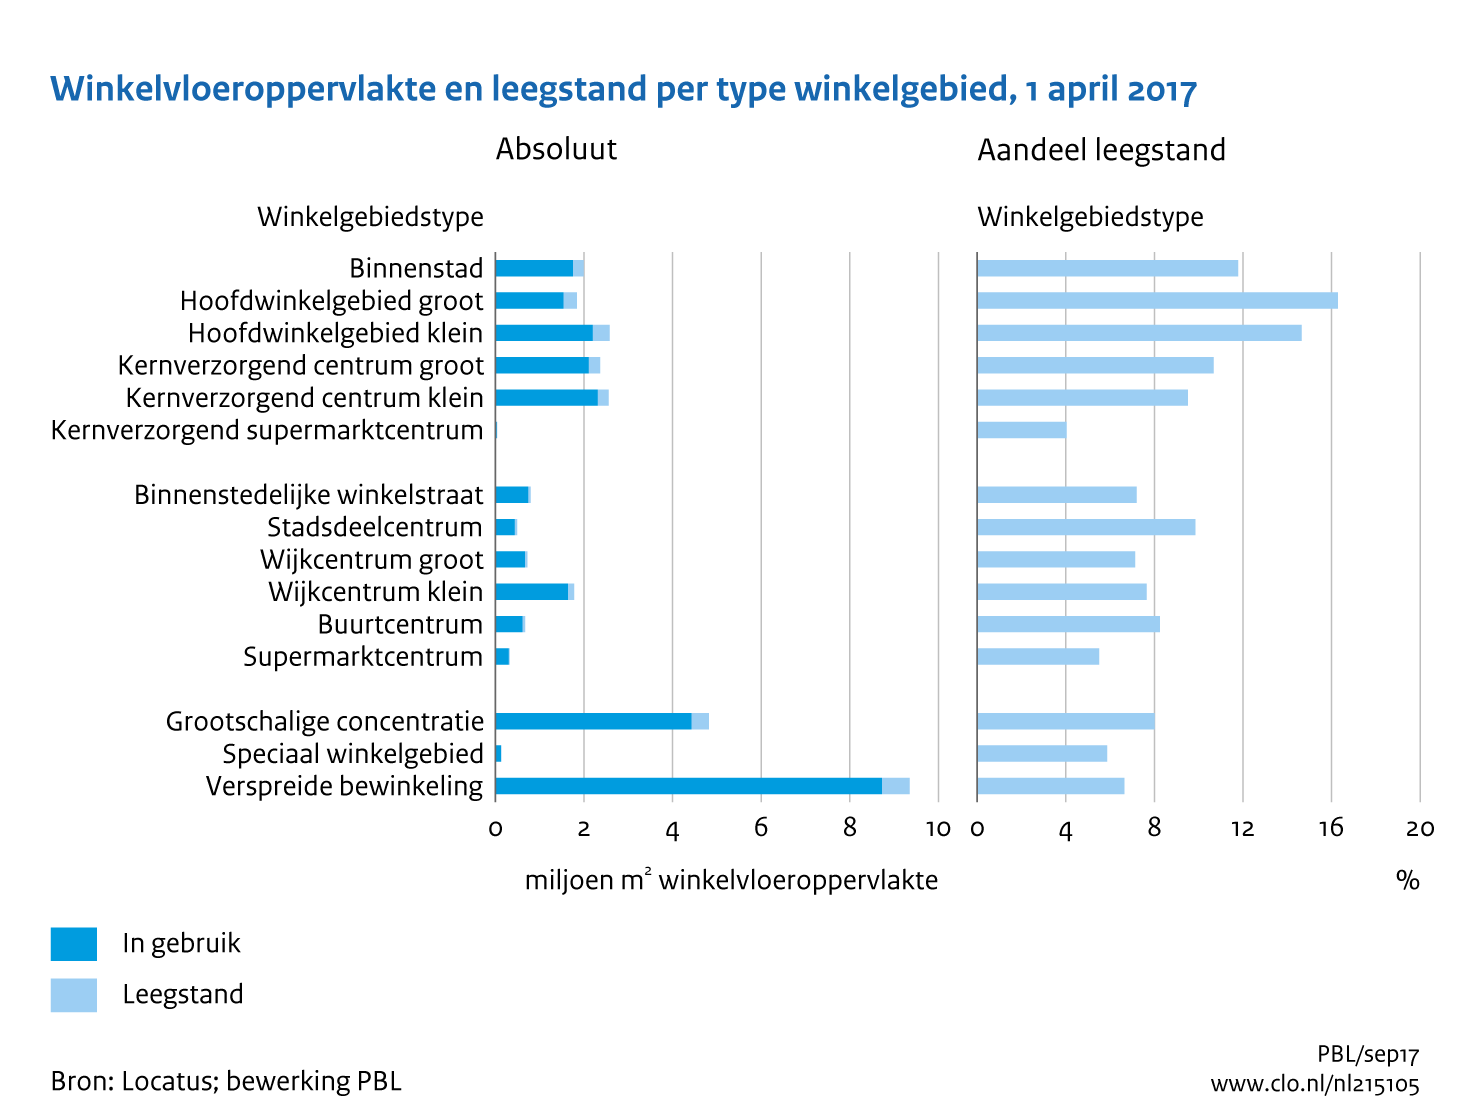 Winkelvloeroppervlakte en leegstand per type winkelgebied, 1 april 2017
Absoluut
Aandeel leegstand
Winkelgebiedstype
Winkelgebiedstype
Binnenstad
Hoofdwinkelgebied groot
Hoofdwinkelgebied klein
Kernverzorgend centrum groot
Kernverzorgend centrum klein
Kernverzorgend supermarktcentrum
Binnenstedelijke winkelstraat
Stadsdeelcentrum
Wijkcentrum groot
Wijkcentrum klein
Buurtcentrum
Supermarktcentrum
Grootschalige concentratie
Speciaal winkelgebied
Verspreide bewinkeling
0 2 4 6 8 10
0 4 8 12 16 20
miljoen m² winkelvloeroppervlakte
%
In gebruik
Leegstand
Bron: Locatus; bewerking PBL
PBL/sep17
www.clo.nl/nl215105